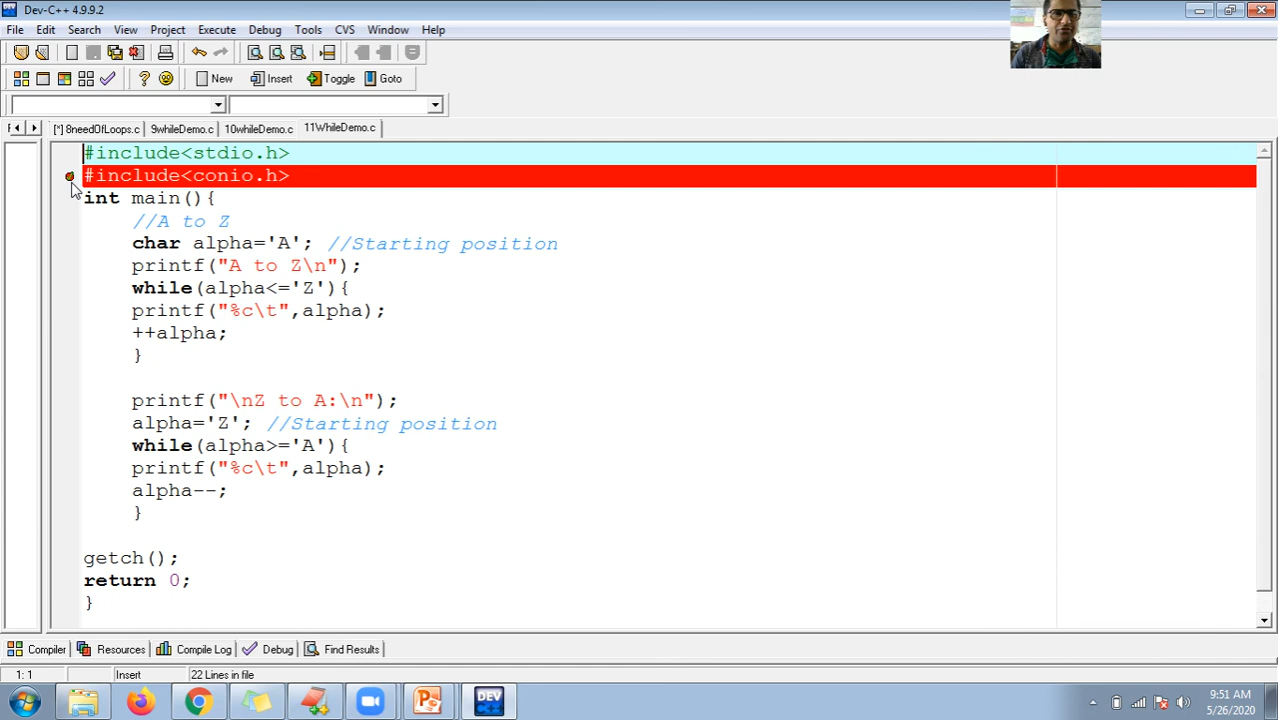 Dev-C++ 4.9.9.2
File Edit Search View Project Execute Debug Tools CVS Window Help
New Insert Toggle Goto
[*] 8needOfLoops.c 9whileDemo.c 10whileDemo.c 11WhileDemo.c
#include<stdio.h>
#include<conio.h>
int main(){
//A to Z
char alpha='A'; //Starting position
printf("A to Z\n");
while(alpha<='Z'){
printf("%c\t",alpha);
++alpha;
}
printf("\nZ to A:\n");
alpha='Z'; //Starting position
while(alpha>='A'){
printf("%c\t",alpha);
alpha--;
}
getch();
return 0;
}
Compiler Resources Compile Log Debug Find Results
1: 1 Insert 22 Lines in file
DEV
9:51 AM
5/26/2020